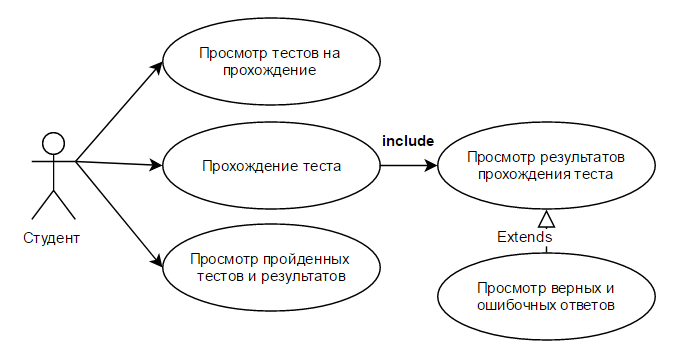 Просмотр тестов на
прохождение
include
Прохождение теста
Просмотр результатов
прохождения теста
Студент
Extends
Просмотр пройденных
тестов и результатов
Просмотр верных и
ошибочных ответов